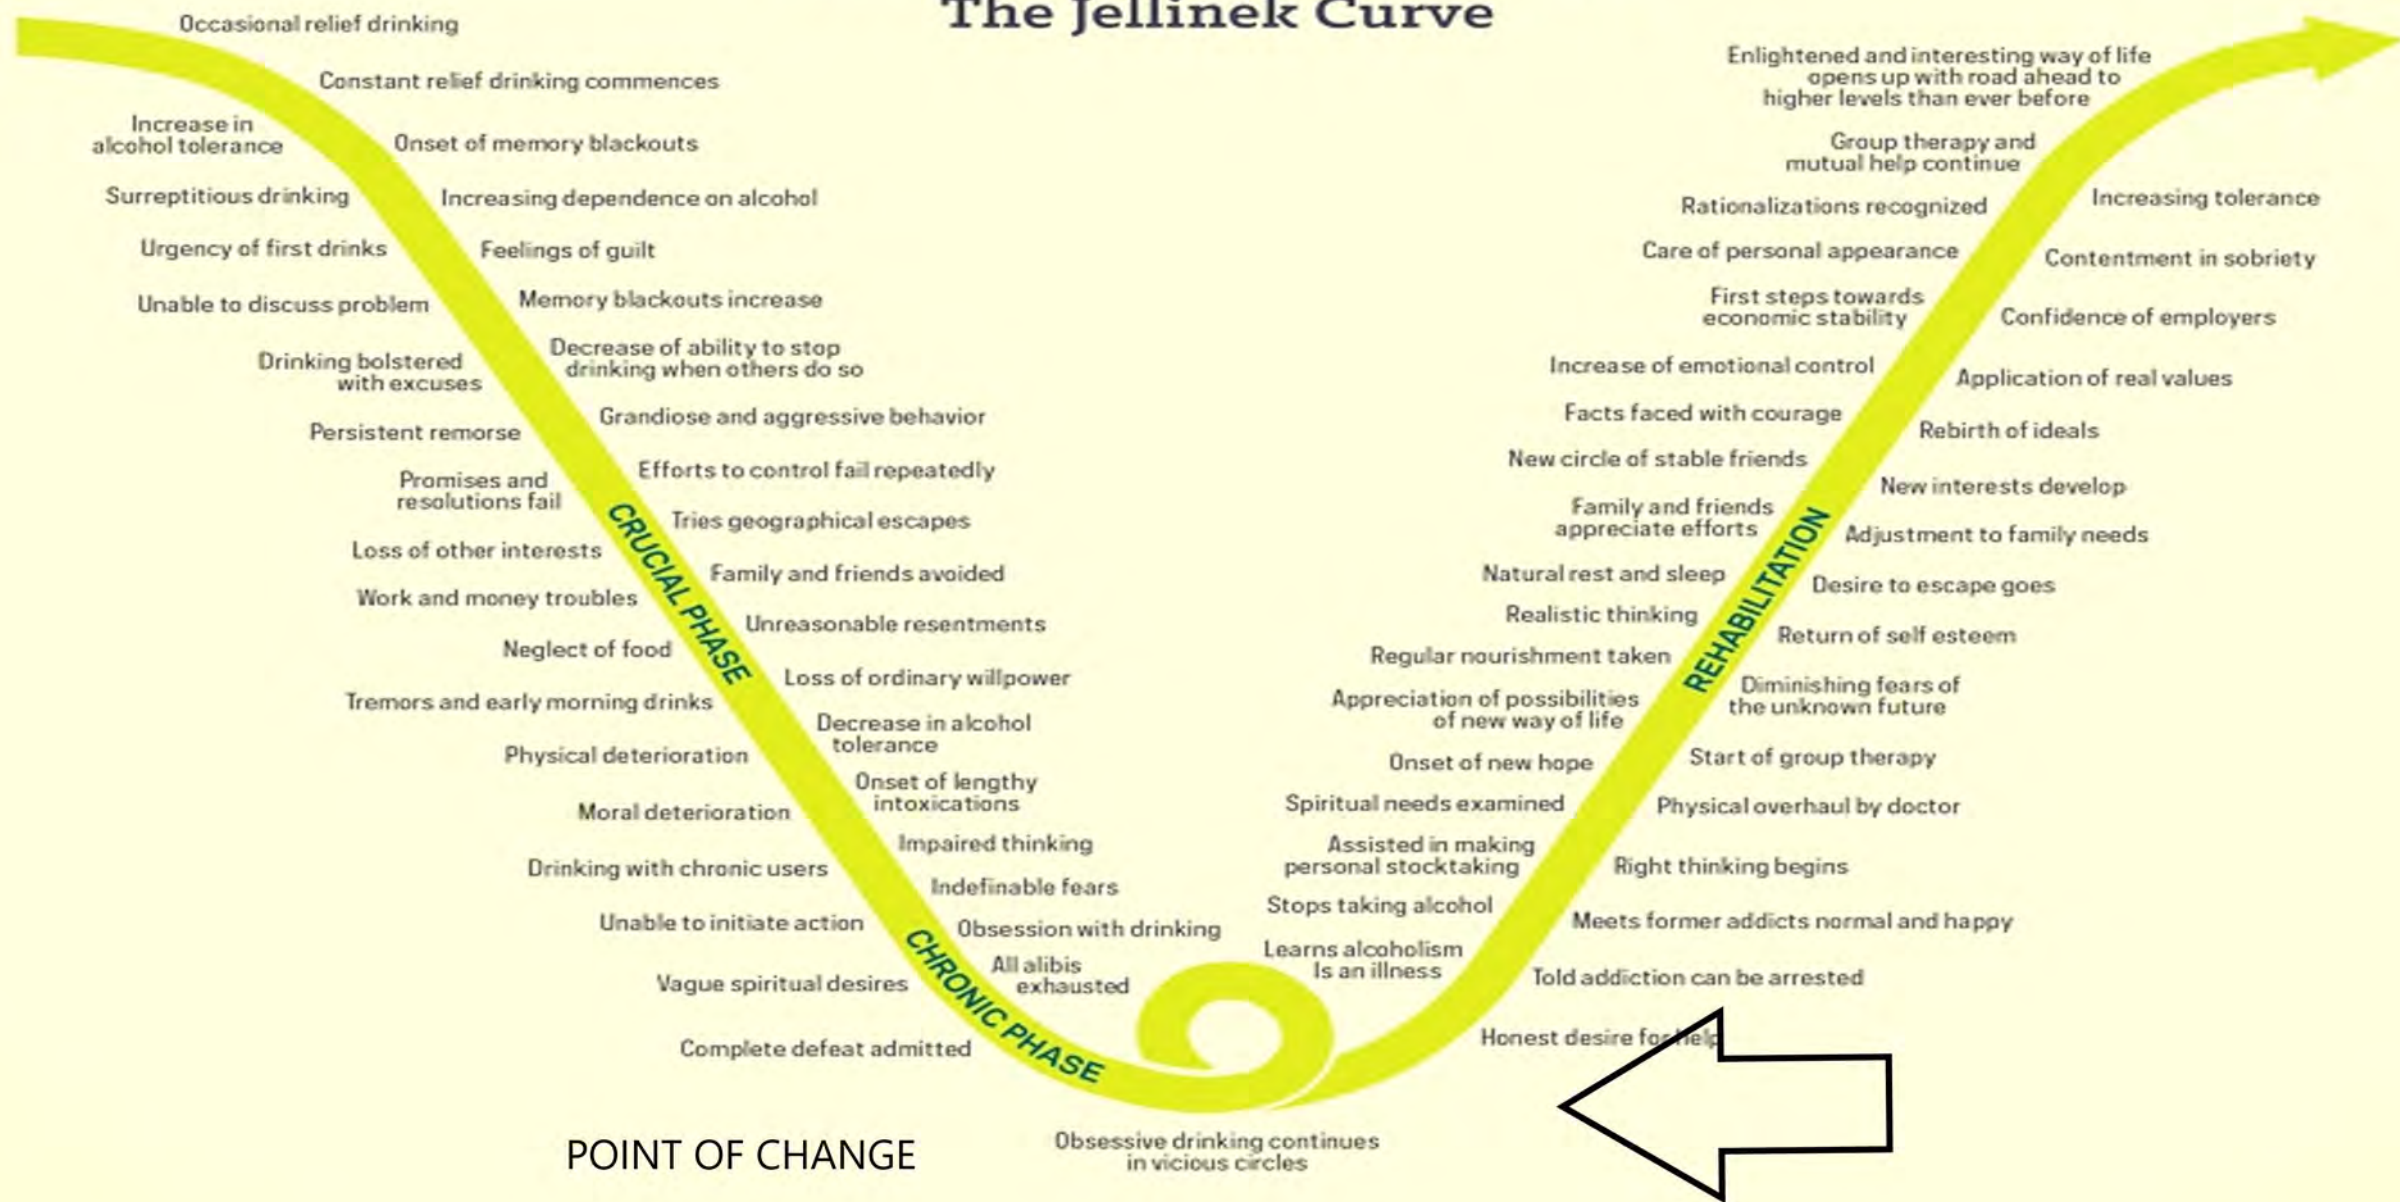 The Jellinek Curve
Occasional relief drinking
Constant relief drinking commences
Increase in
alcohol tolerance
Onset of memory blackouts
Surreptitious drinking
Increasing dependence on alcohol
Urgency of first drinks
Feelings of guilt
Unable to discuss problem
Memory blackouts increase
Drinking bolstered
with excuses
Decrease of ability to stop
drinking when others do so
Persistent remorse
Grandiose and aggressive behavior
Promises and
resolutions fail
Efforts to control fail repeatedly
Tries geographical escapes
Loss of other interests
Family and friends avoided
Work and money troubles
Unreasonable resentments
Neglect of food
Loss of ordinary willpower
Tremors and early morning drinks
Decrease in alcohol
tolerance
Physical deterioration
Onset of lengthy
intoxications
Moral deterioration
Impaired thinking
Drinking with chronic users
Indefinable fears
Unable to initiate action
Obsession with drinking
Vague spiritual desires
All alibis
exhausted
Complete defeat admitted
CRUCIAL PHASE
CHRONIC PHASE
POINT OF CHANGE
Obsessive drinking continues
in vicious circles
REHABILITATION
Enlightened and interesting way of life
opens up with road ahead to
higher levels than ever before
Group therapy and
mutual help continue
Increasing tolerance
Rationalizations recognized
Care of personal appearance
Contentment in sobriety
First steps towards
economic stability
Confidence of employers
Increase of emotional control
Application of real values
Facts faced with courage
Rebirth of ideals
New circle of stable friends
New interests develop
Family and friends
appreciate efforts
Adjustment to family needs
Natural rest and sleep
Desire to escape goes
Realistic thinking
Return of self esteem
Regular nourishment taken
Diminishing fears of
the unknown future
Appreciation of possibilities
of new way of life
Start of group therapy
Onset of new hope
Spiritual needs examined
Physical overhaul by doctor
Assisted in making
personal stocktaking
Right thinking begins
Stops taking alcohol
Meets former addicts normal and happy
Learns alcoholism
Is an illness
Told addiction can be arrested
Honest desire for help